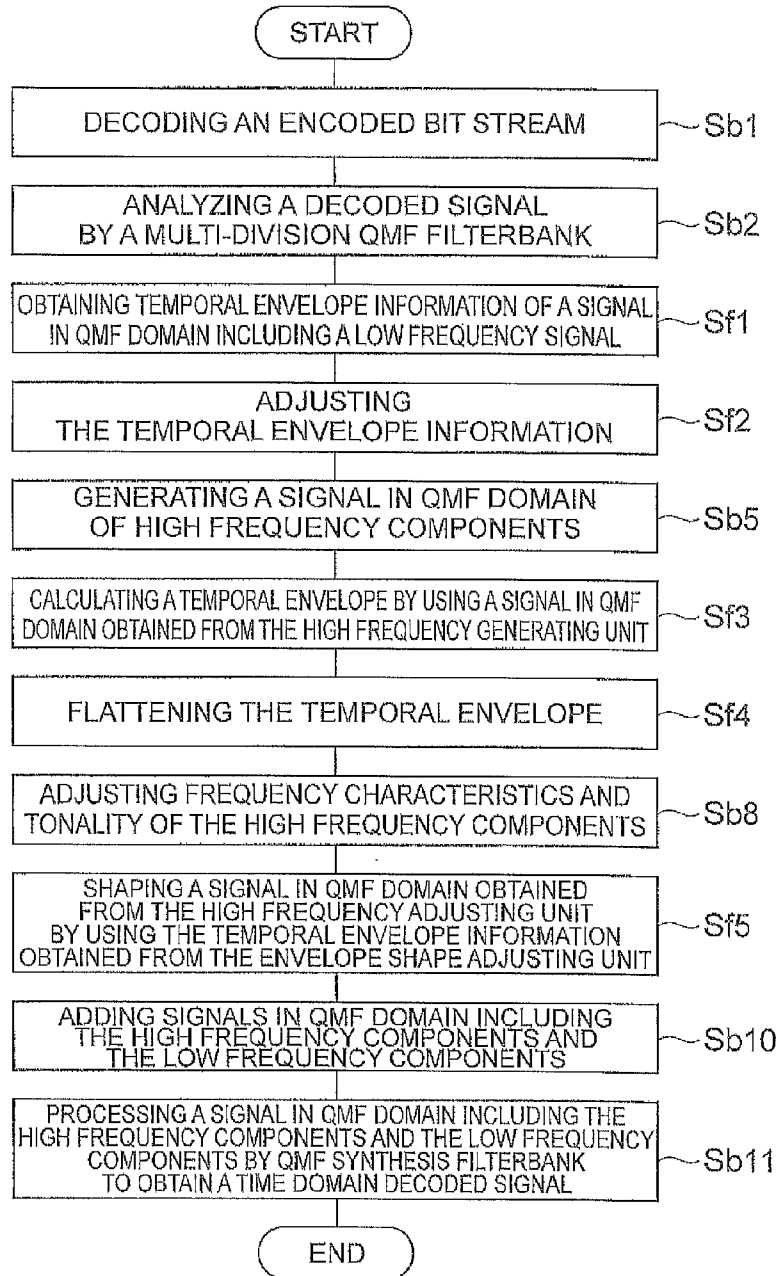 START
DECODING AN ENCODED BIT STREAM
Sb1
ANALYZING A DECODED SIGNAL
BY A MULTI-DIVISION QMF FILTERBANK
Sb2
OBTAINING TEMPORAL ENVELOPE INFORMATION OF A SIGNAL
IN QMF DOMAIN INCLUDING A LOW FREQUENCY SIGNAL
Sf1
ADJUSTING
THE TEMPORAL ENVELOPE INFORMATION
Sf2
GENERATING A SIGNAL IN QMF DOMAIN
OF HIGH FREQUENCY COMPONENTS
Sb5
CALCULATING A TEMPORAL ENVELOPE BY USING A SIGNAL IN QMF
DOMAIN OBTAINED FROM THE HIGH FREQUENCY GENERATING UNIT
Sf3
FLATTENING THE TEMPORAL ENVELOPE
Sf4
ADJUSTING FREQUENCY CHARACTERISTICS AND
TONALITY OF THE HIGH FREQUENCY COMPONENTS
Sb8
SHAPING A SIGNAL IN QMF DOMAIN OBTAINED
FROM THE HIGH FREQUENCY ADJUSTING UNIT
BY USING THE TEMPORAL ENVELOPE INFORMATION
OBTAINED FROM THE ENVELOPE SHAPE ADJUSTING UNIT
Sf5
ADDING SIGNALS IN QMF DOMAIN INCLUDING
THE HIGH FREQUENCY COMPONENTS AND
THE LOW FREQUENCY COMPONENTS
Sb10
PROCESSING A SIGNAL IN QMF DOMAIN INCLUDING THE
HIGH FREQUENCY COMPONENTS AND THE LOW FREQUENCY
COMPONENTS BY QMF SYNTHESIS FILTERBANK
TO OBTAIN A TIME DOMAIN DECODED SIGNAL
Sb11
END